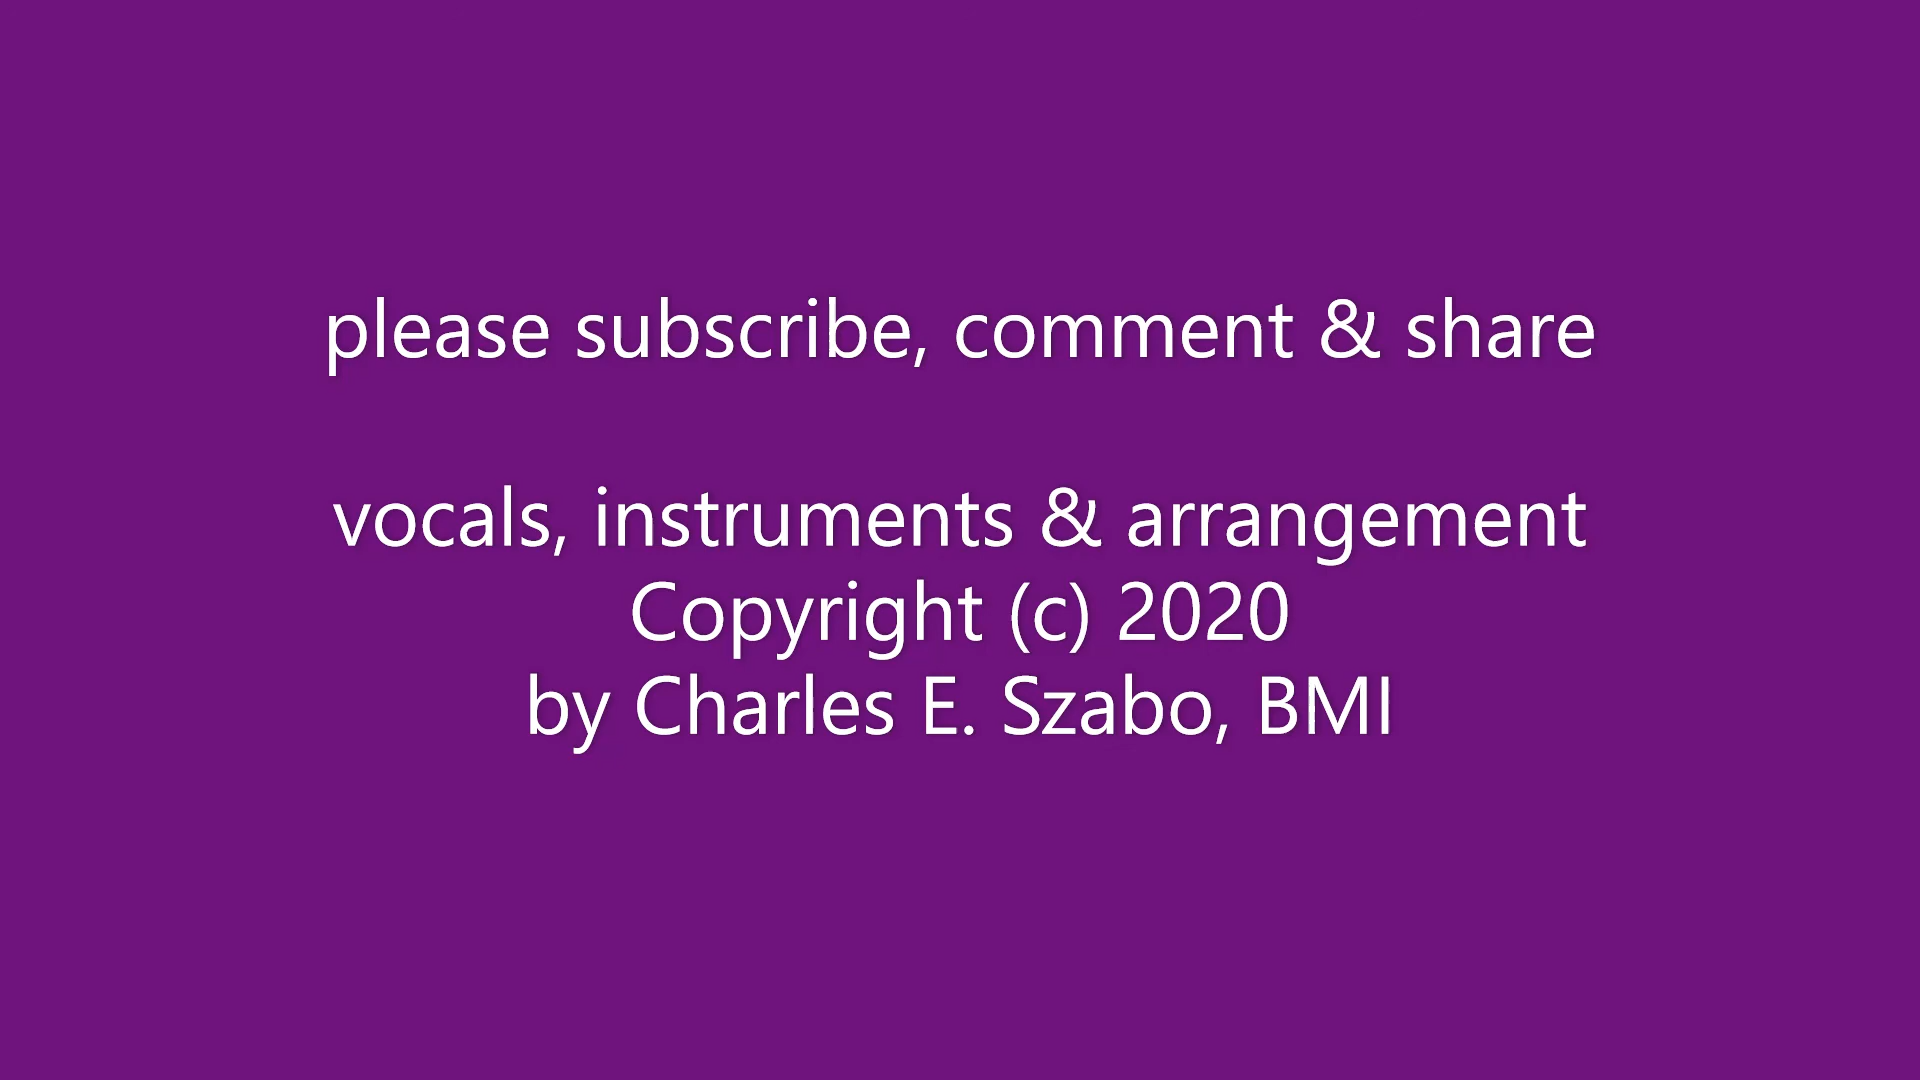 please subscribe, comment & share
vocals, instruments & arrangement
Copyright (c) 2020
by Charles E. Szabo, BMI